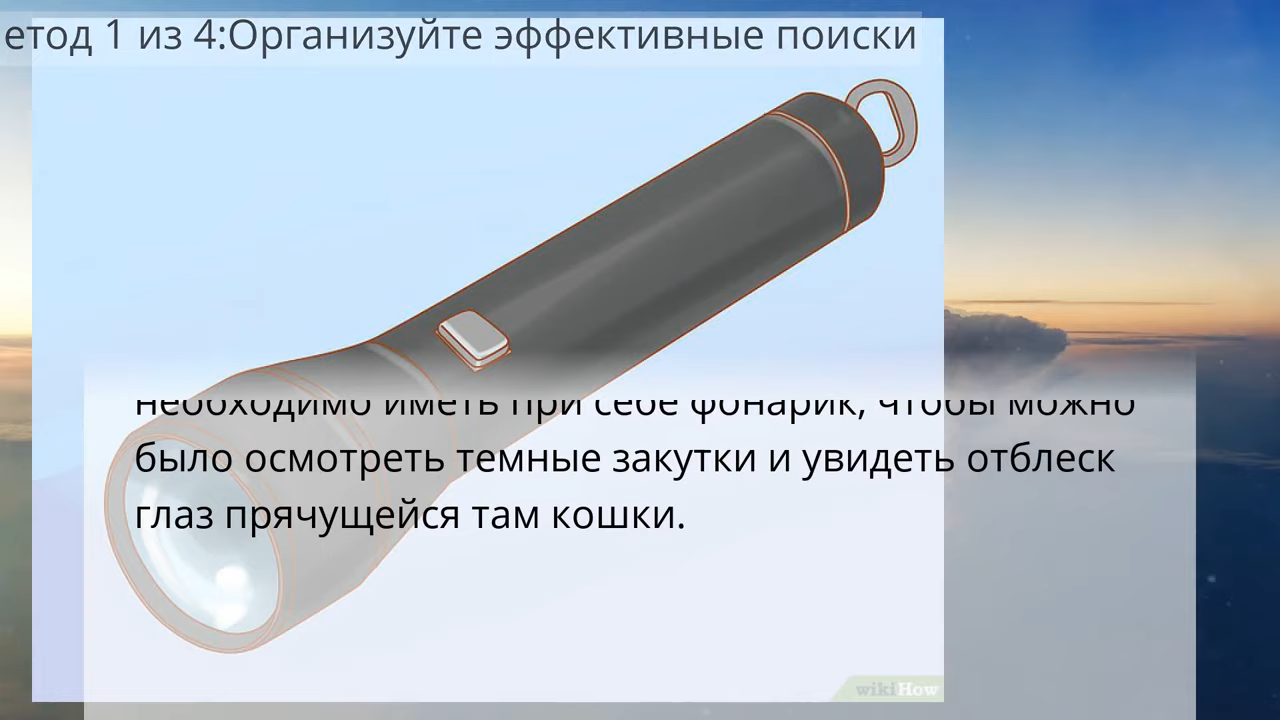 етод 1 из 4:Организуйте эффективные поиски
необходимо иметь при себе фонарик, чтобы можно
было осмотреть темные закутки и увидеть отблеск
глаз прячущейся там кошки.
wikiHow